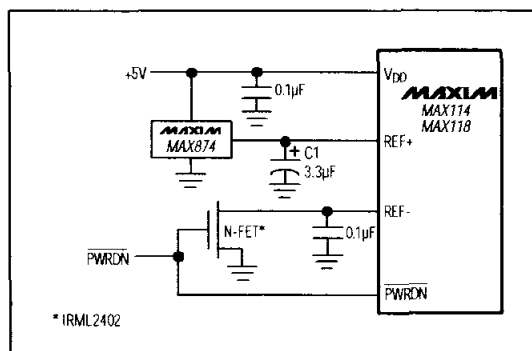 +5V
0.1µF
VDD
MAXIM
MAX114
MAX118
MAXIM
MAX874
REF+
+
C1
3.3µF
REF-
N-FET*
0.1µF
PWRDN
PWRDN
* IRML2402